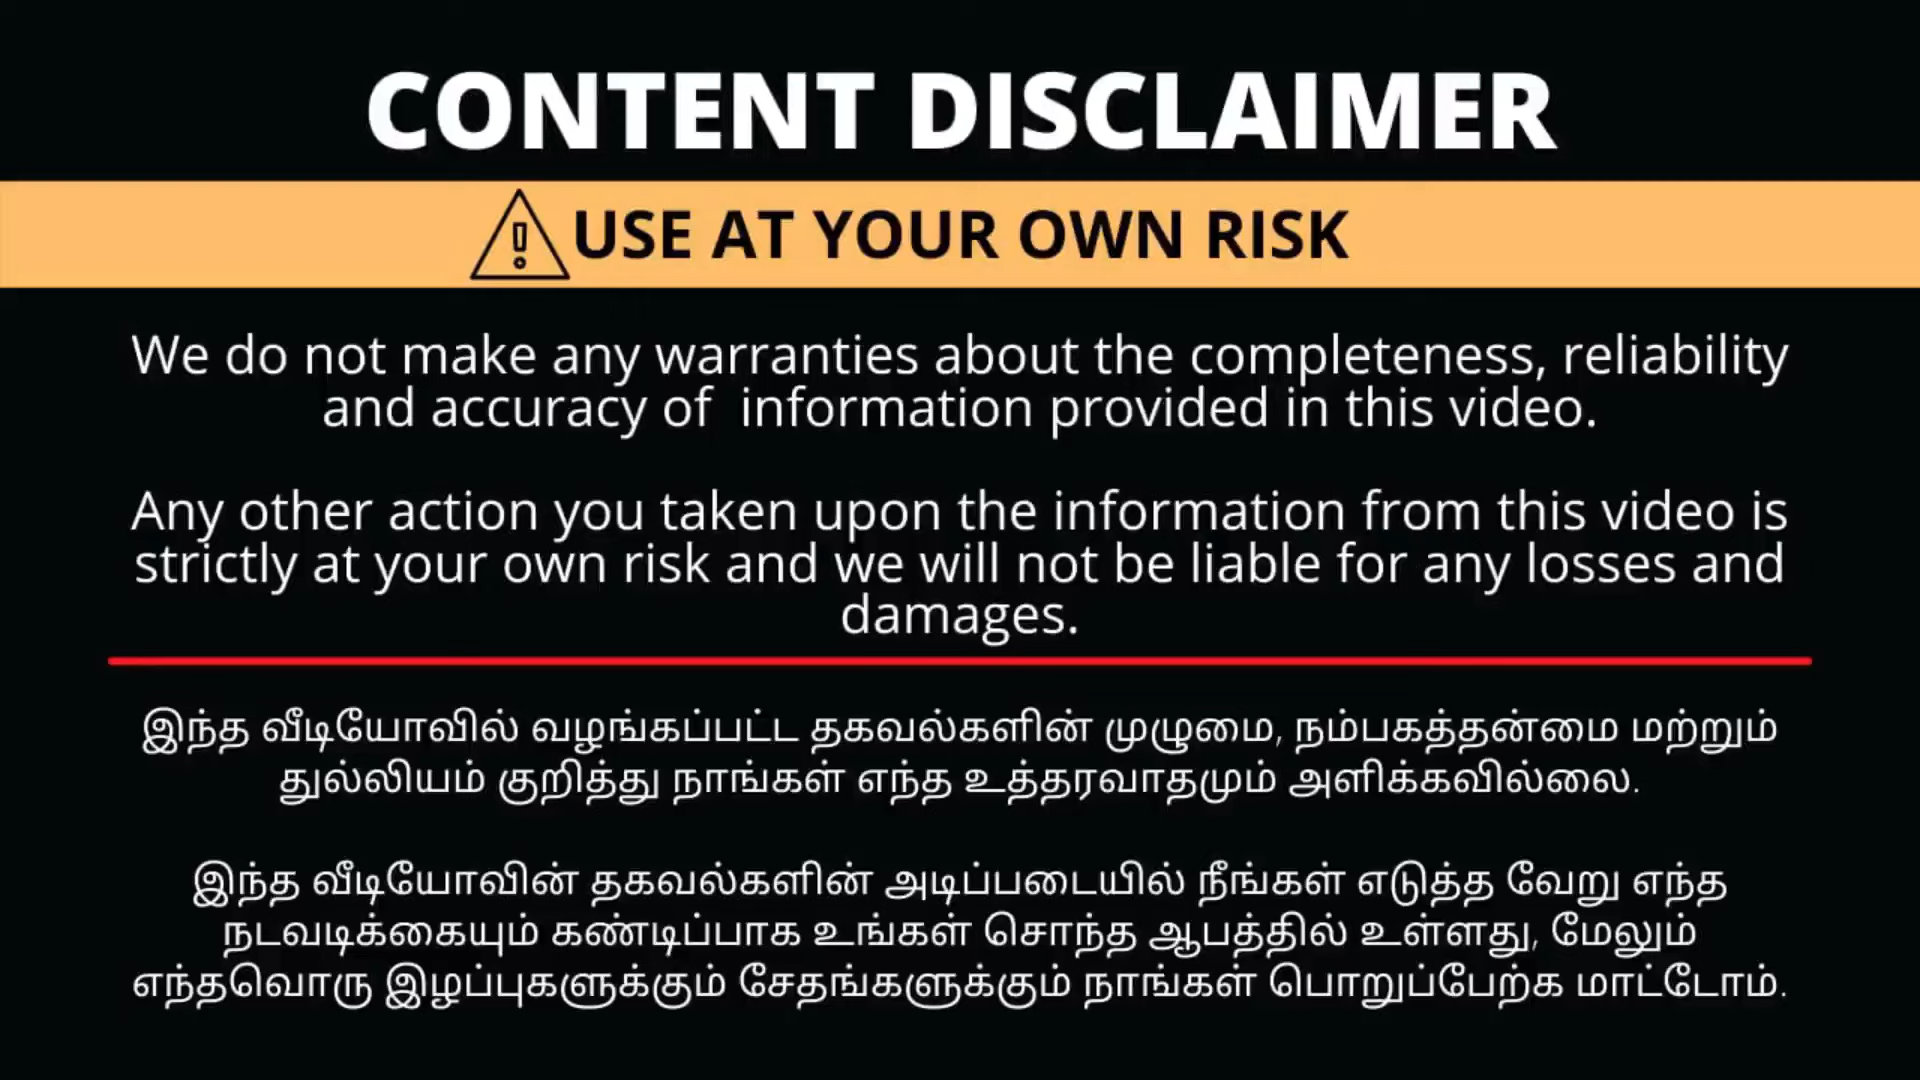 CONTENT DISCLAIMER
USE AT YOUR OWN RISK
We do not make any warranties about the completeness, reliability
and accuracy of information provided in this video.
Any other action you taken upon the information from this video is
strictly at your own risk and we will not be liable for any losses and
damages.
இந்த வீடியோவில் வழங்கப்பட்ட தகவல்களின் முழுமை, நம்பகத்தன்மை மற்றும்
துல்லியம் குறித்து நாங்கள் எந்த உத்தரவாதமும் அளிக்கவில்லை.
இந்த வீடியோவின் தகவல்களின் அடிப்படையில் நீங்கள் எடுத்த வேறு எந்த
நடவடிக்கையும் கண்டிப்பாக உங்கள் சொந்த ஆபத்தில் உள்ளது, மேலும்
எந்தவொரு இழப்புகளுக்கும் சேதங்களுக்கும் நாங்கள் பொறுப்பேற்க மாட்டோம்.